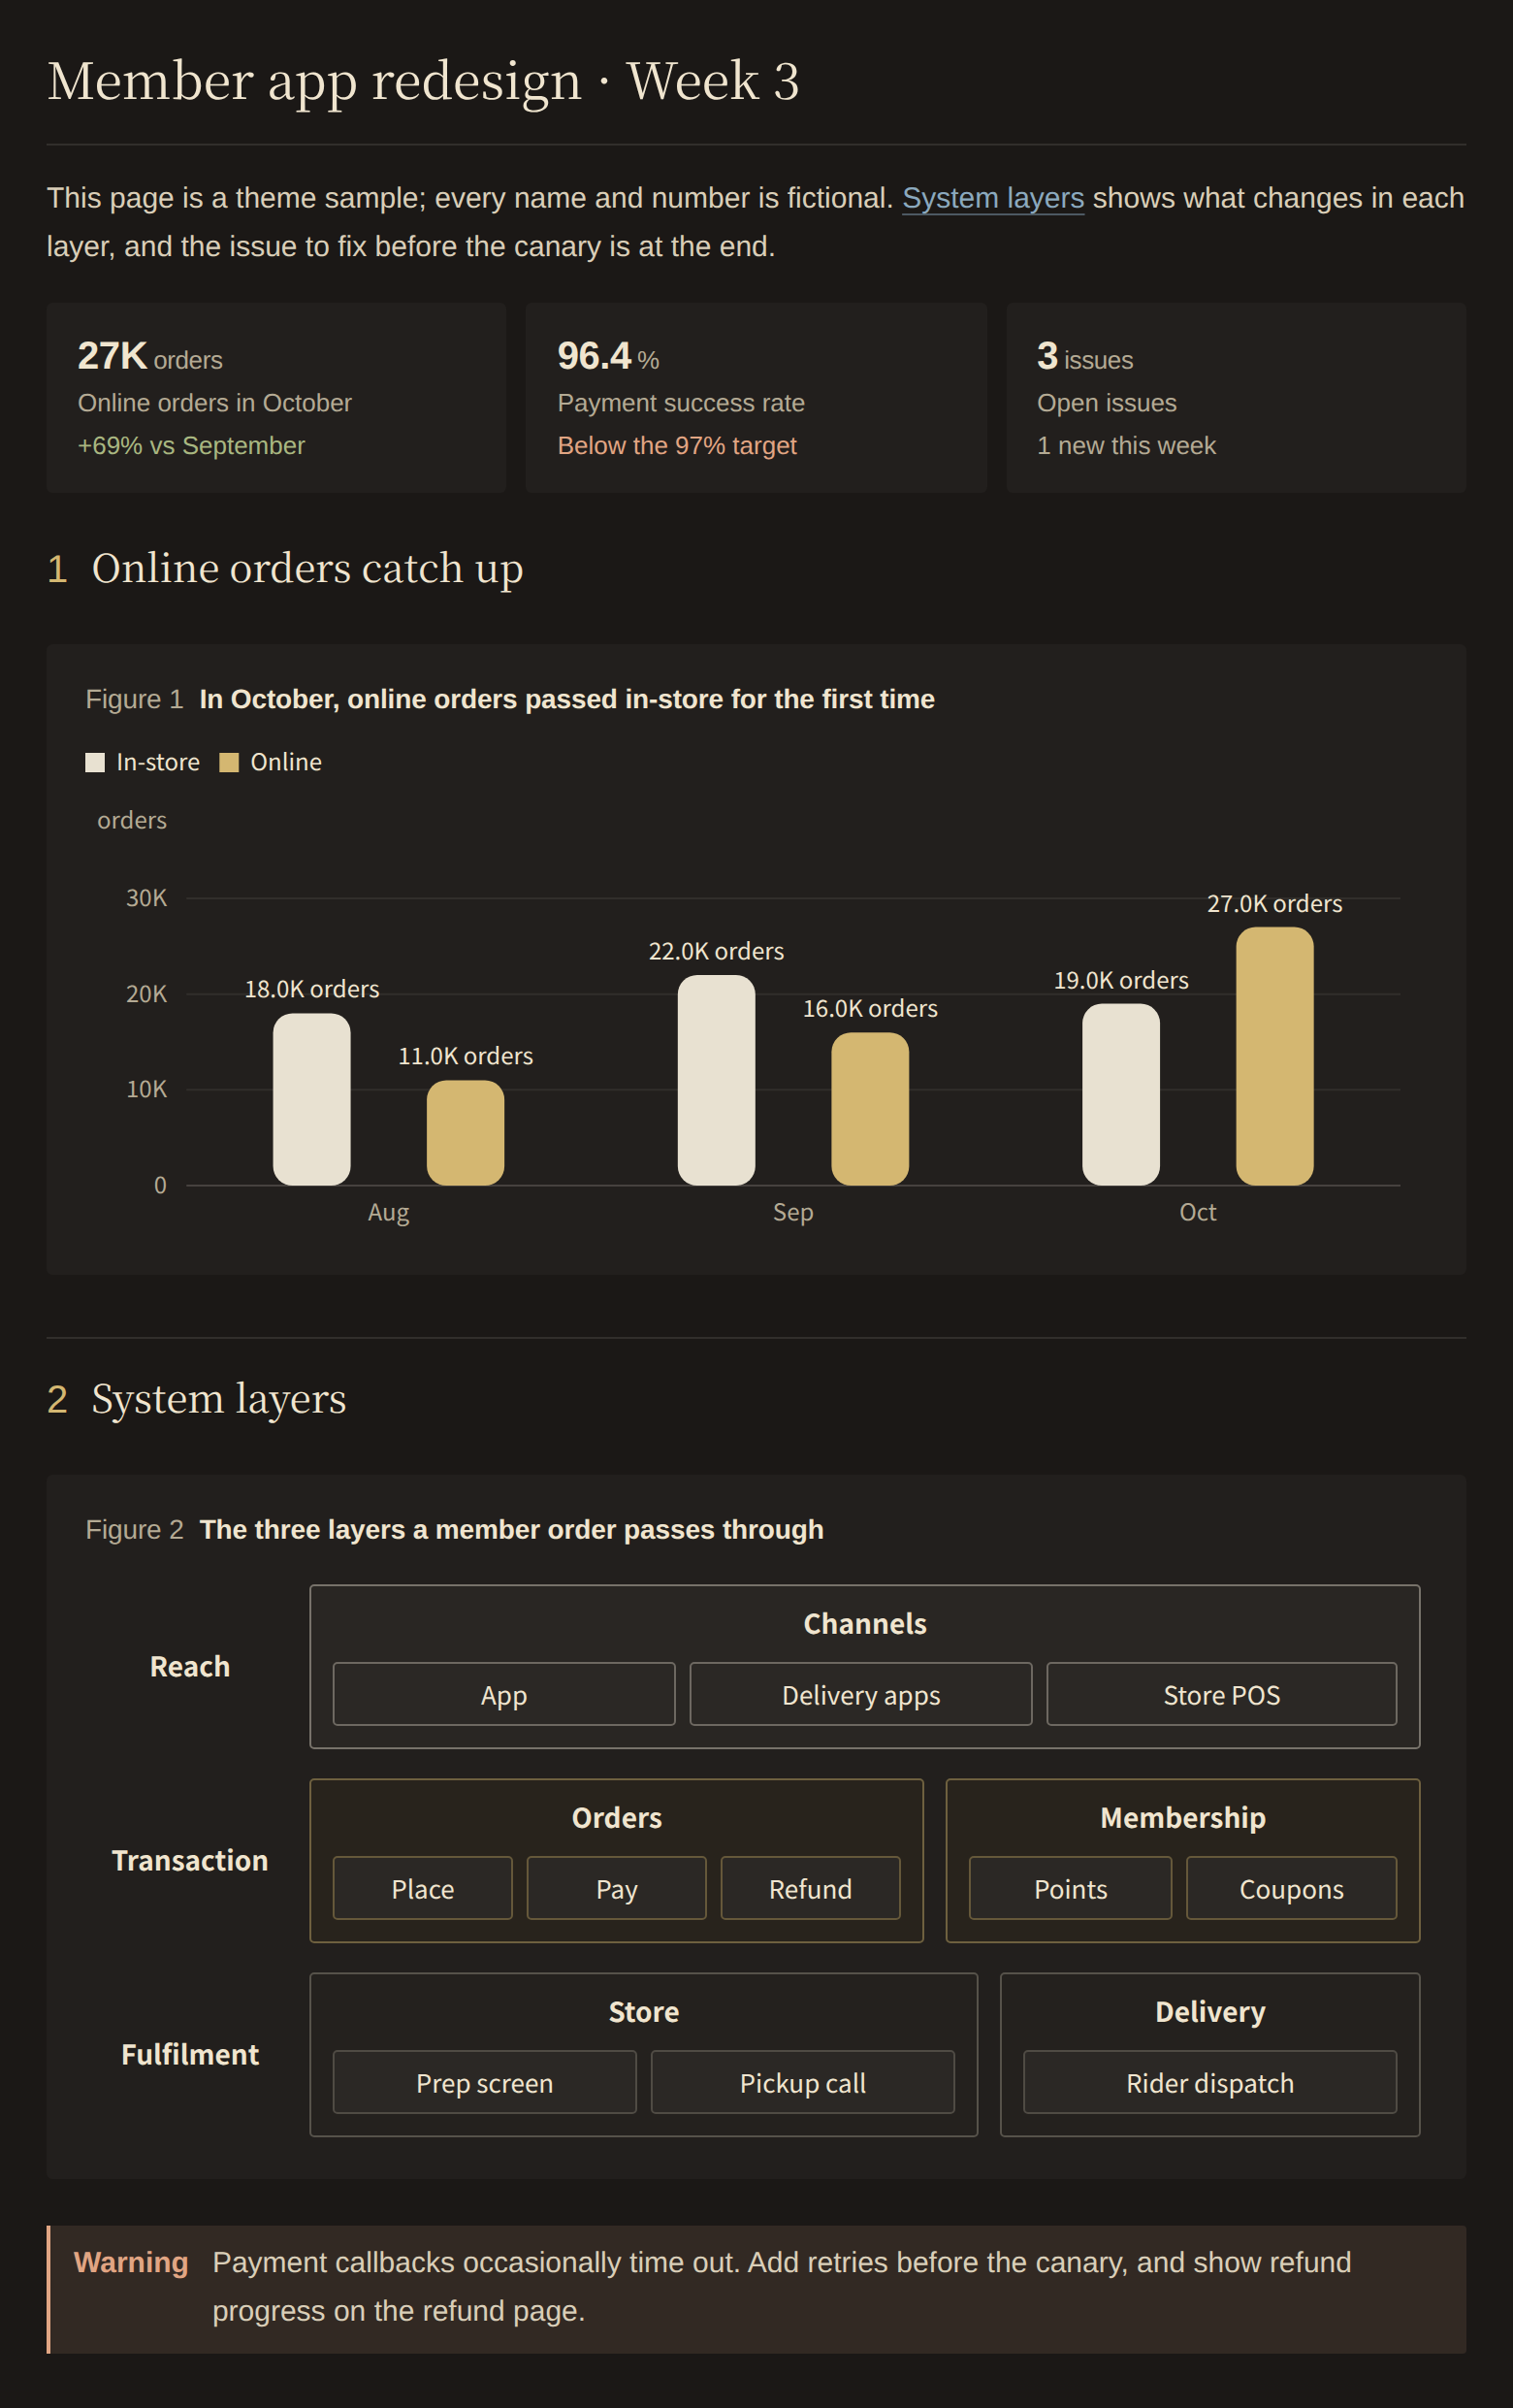 Member app redesign · Week 3
This page is a theme sample; every name and number is fictional. System layers shows what changes in each
layer, and the issue to fix before the canary is at the end.
27K orders
Online orders in October
+69% vs September
96.4 %
Payment success rate
Below the 97% target
3 issues
Open issues
1 new this week
1 Online orders catch up
Figure 1 In October, online orders passed in-store for the first time
In-store Online
orders
30K
20K
10K
0
18.0K orders
11.0K orders
22.0K orders
16.0K orders
19.0K orders
27.0K orders
Aug Sep Oct
2 System layers
Figure 2 The three layers a member order passes through
Reach
Channels
App Delivery apps Store POS
Transaction
Orders
Place Pay Refund
Membership
Points Coupons
Fulfilment
Store
Prep screen Pickup call
Delivery
Rider dispatch
Warning Payment callbacks occasionally time out. Add retries before the canary, and show refund
progress on the refund page.